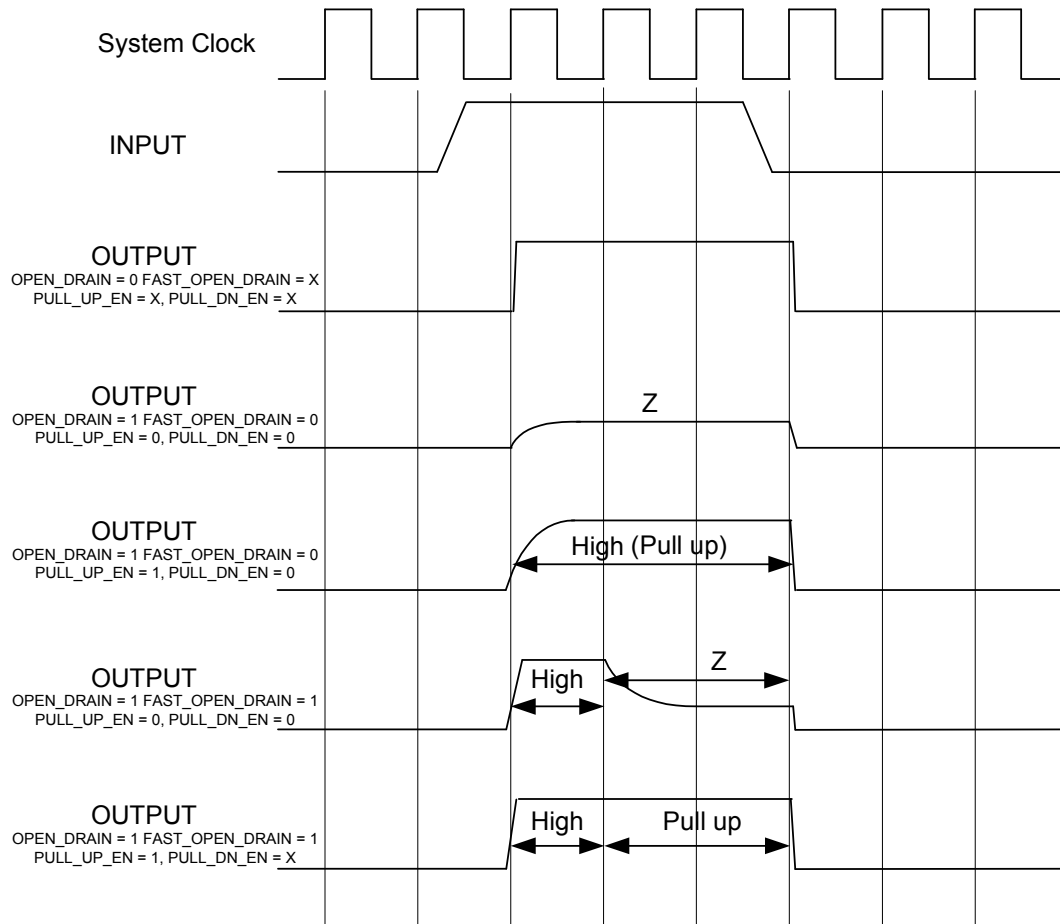 System Clock
INPUT
OUTPUT
OPEN_DRAIN = 0 FAST_OPEN_DRAIN = X
PULL_UP_EN = X, PULL_DN_EN = X
OUTPUT
OPEN_DRAIN = 1 FAST_OPEN_DRAIN = 0
PULL_UP_EN = 0, PULL_DN_EN = 0
Z
OUTPUT
OPEN_DRAIN = 1 FAST_OPEN_DRAIN = 0
PULL_UP_EN = 1, PULL_DN_EN = 0
High (Pull up)
OUTPUT
OPEN_DRAIN = 1 FAST_OPEN_DRAIN = 1
PULL_UP_EN = 0, PULL_DN_EN = 0
High
Z
OUTPUT
OPEN_DRAIN = 1 FAST_OPEN_DRAIN = 1
PULL_UP_EN = 1, PULL_DN_EN = X
High
Pull up